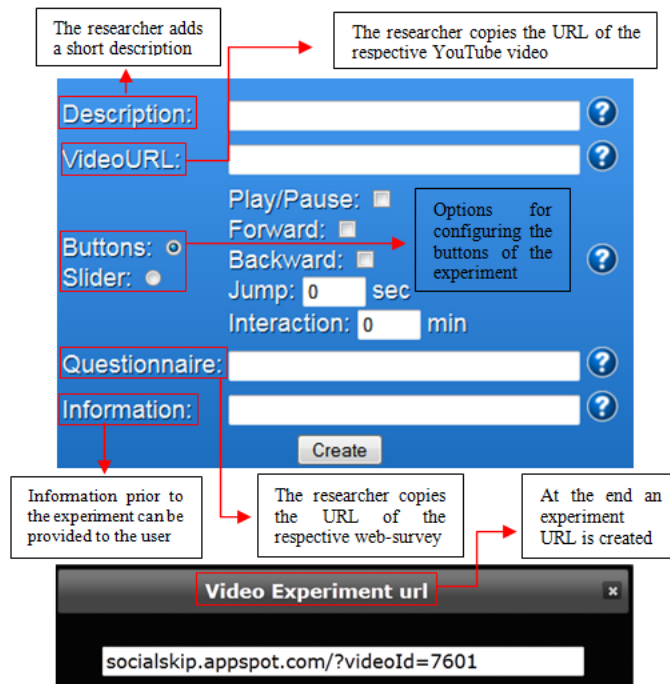 The researcher adds
a short description
The researcher copies the URL of the
respective YouTube video
Description:
VideoURL:
Play/Pause:
Forward:
Backward:
Jump: 0 sec
Interaction: 0 min
Buttons:
Slider:
Options for
configuring the
buttons of the
experiment
Questionnaire:
Information:
Create
Information prior to
the experiment can be
provided to the user
The researcher copies
the URL of the
respective web-survey
At the end an
experiment
URL is created
Video Experiment url
socialskip.appspot.com/?videoId=7601